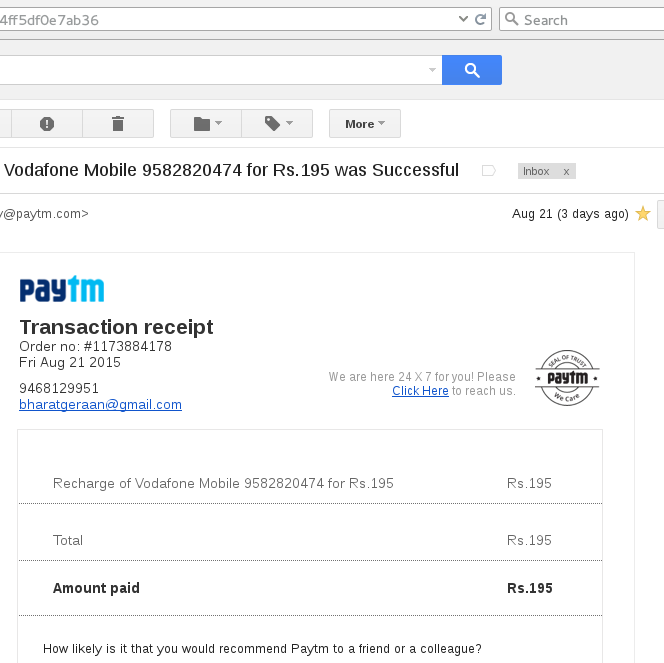 4ff5df0e7ab36
Search
More
Vodafone Mobile 9582820474 for Rs.195 was Successful
Inbox x
y@paytm.com>
Aug 21 (3 days ago)
paytm
Transaction receipt
Order no: #1173884178
Fri Aug 21 2015
9468129951
bharatgeraan@gmail.com
We are here 24 X 7 for you! Please
Click Here to reach us.
SEAL OF TRUST
paytm
We Care
Recharge of Vodafone Mobile 9582820474 for Rs.195 Rs.195
Total Rs.195
Amount paid Rs.195
How likely is it that you would recommend Paytm to a friend or a colleague?